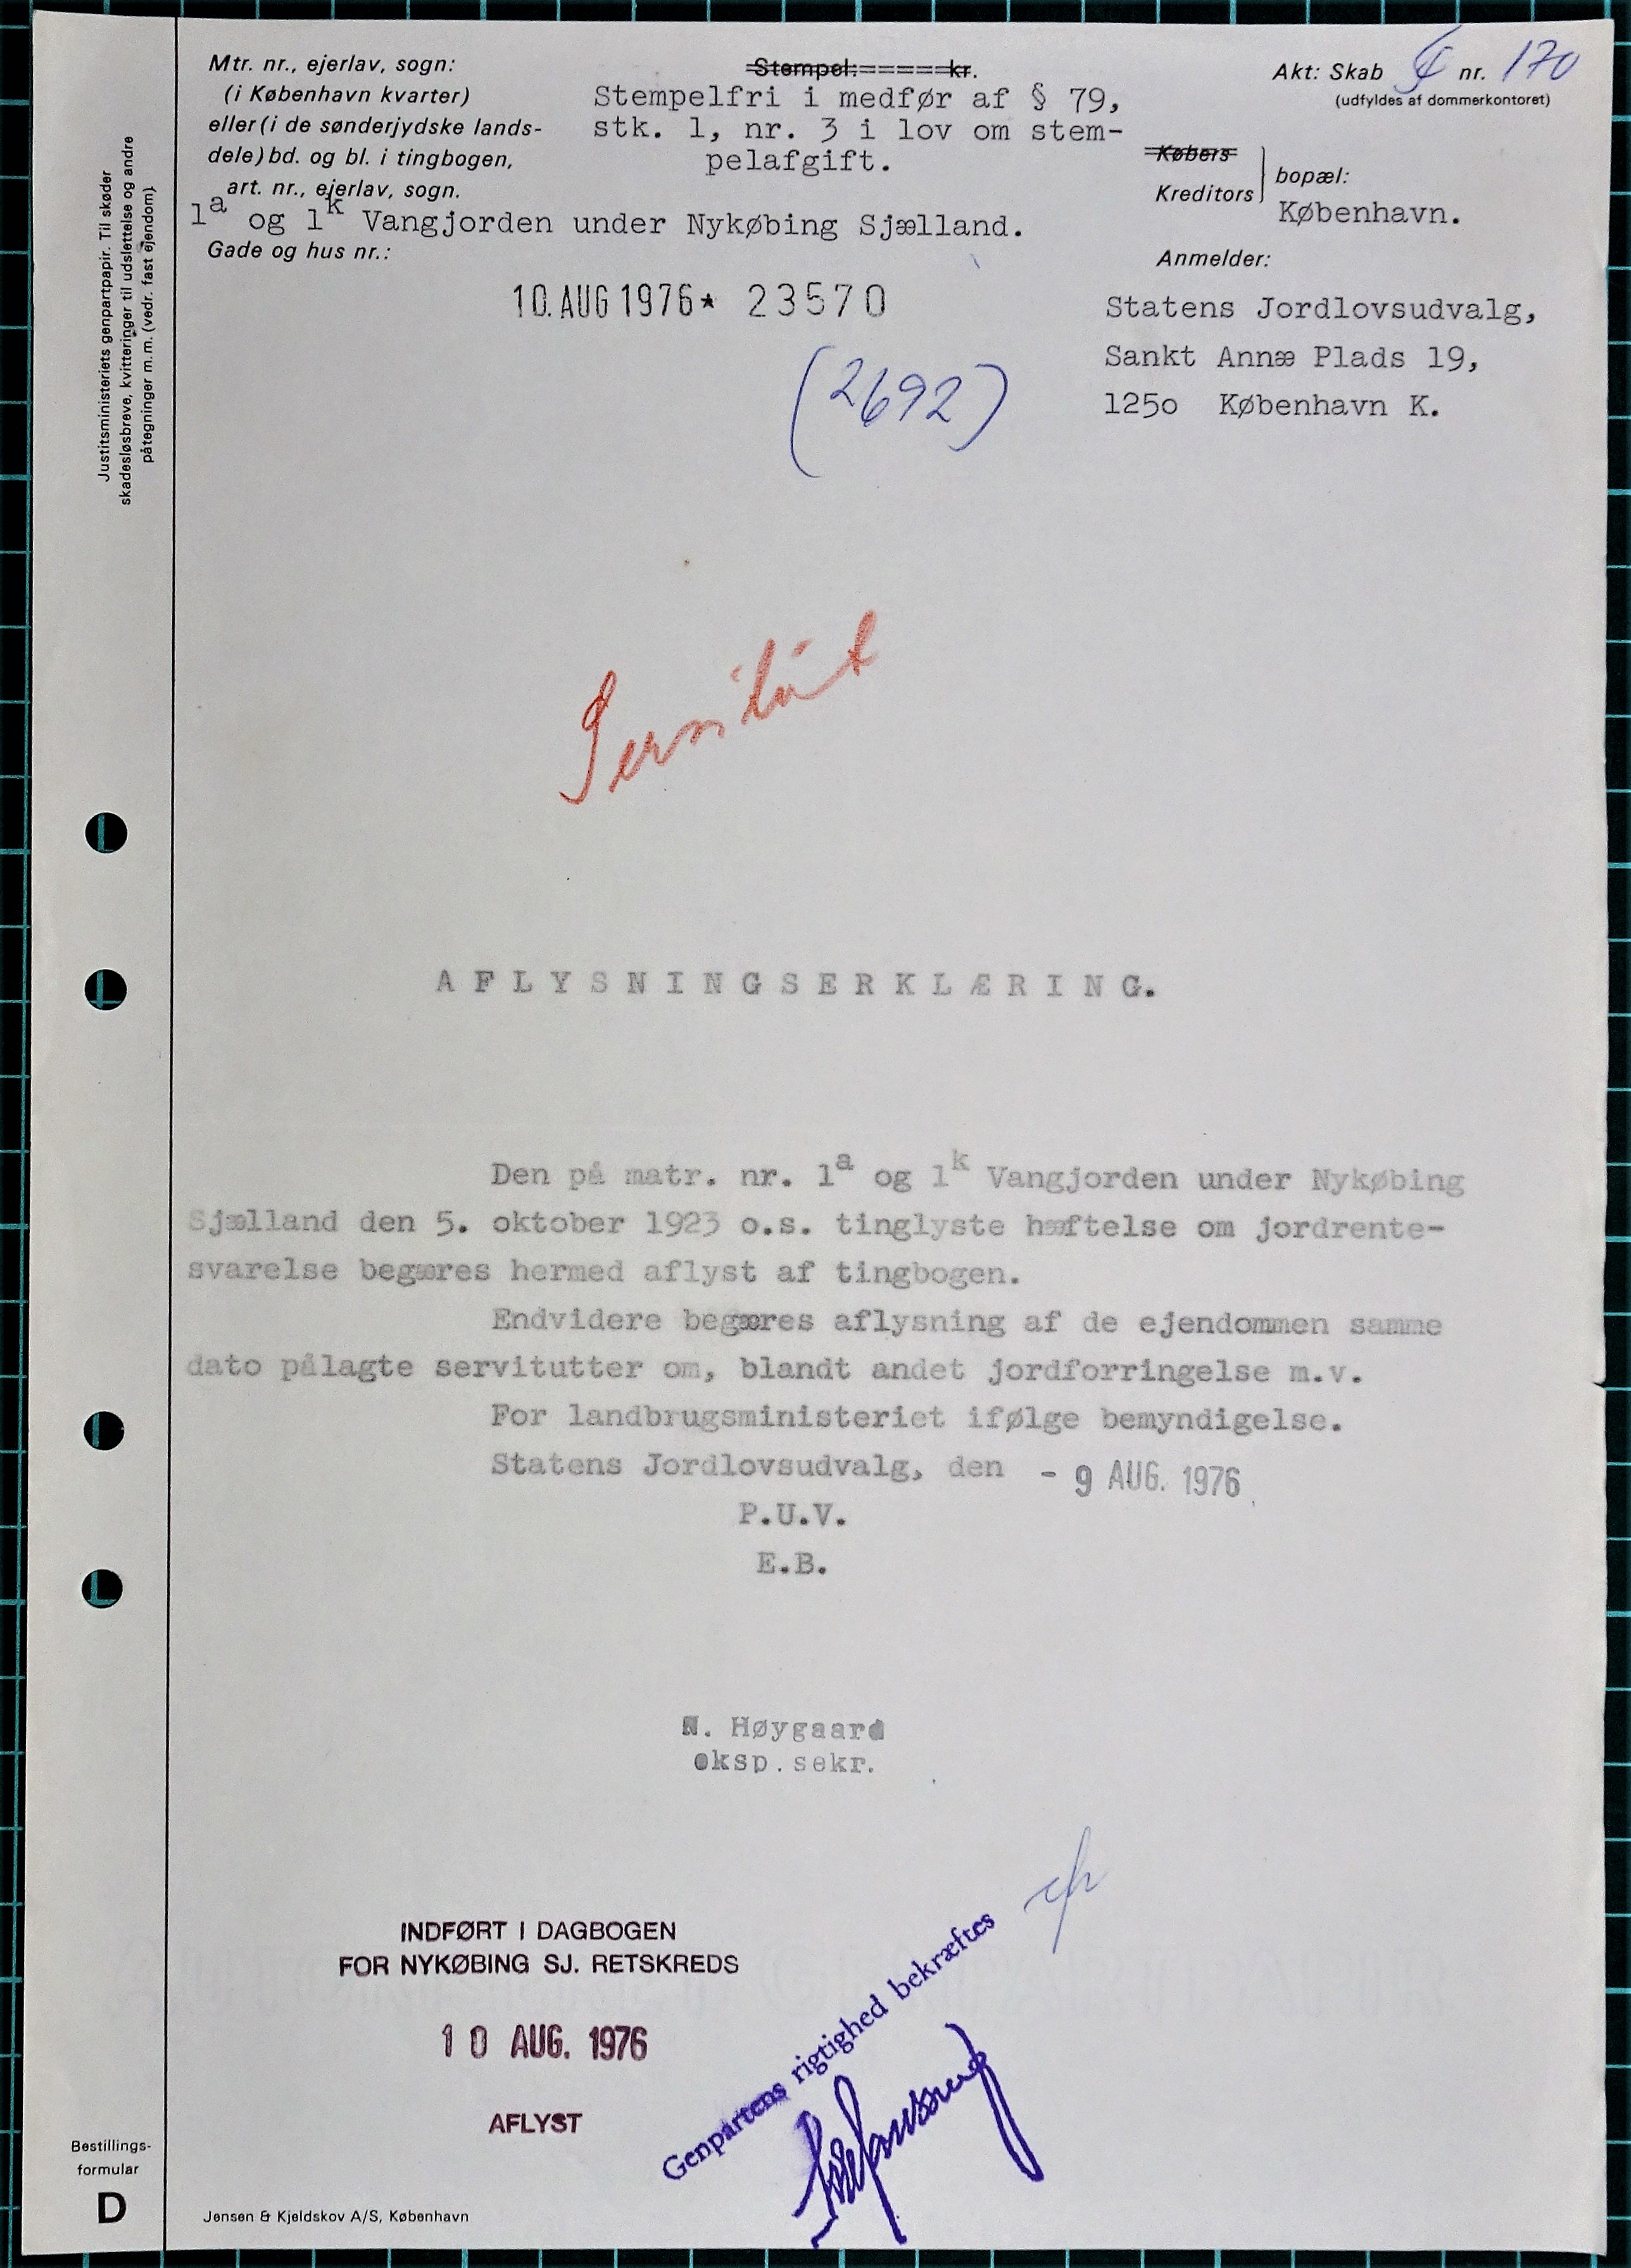 Mtr. nr., ejerlav, sogn:
(i København kvarter)
eller (i de sønderjydske lands-
dele) bd. og bl. i tingbogen,
art. nr., ejerlav, sogn.
Stempel: kr.
Stempelfri i medfør af § 79,
stk. 1, nr. 3 i lov om stem-
pelafgift.
Akt: Skab nr. 170
(udfyldes af dommerkontoret)
Købers
Kreditors
bopæl:
København.
1a og 1k Vangjorden under Nykøbing Sjælland.
Gade og hus nr.:
Anmelder:
10. AUG 1976* 23570
Statens Jordlovsudvalg,
Sankt Annæ Plads 19,
1250 København K.
(2692)
Justitsministeriets genpartpapir. Til skøder
skadesløsbreve, kvitteringer til udslettelse og andre
påtegninger m.m. (vedr. fast ejendom)
Servitut
AFLYSNINGSERKLÆRING.
Den på matr. nr. 1a og 1k Vangjorden under Nykøbing
Sjælland den 5. oktober 1923 o.s. tinglyste hæftelse om jordrente-
svarelse begæres hermed aflyst af tingbogen.
Endvidere begæres aflysning af de ejendommen samme
dato pålagte servitutter om, blandt andet jordforringelse m.v.
For landbrugsministeriet ifølge bemyndigelse.
Statens Jordlovsudvalg, den - 9 AUG. 1976
P.U.V.
E.B.
N. Høygaard
eksp. sekr.
INDFØRT I DAGBOGEN
FOR NYKØBING SJ. RETSKREDS
10 AUG. 1976
AFLYST
Genpartens rigtighed bekræftes
Bestillings-
formular
D
Jensen & Kjeldskov A/S, København